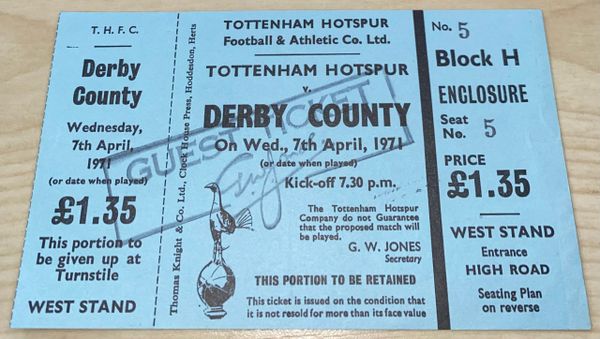 T. H. F. C.
Derby
County
Wednesday,
7th April,
1971
(or date when played)
£1.35
This portion to
be given up at
Turnstile
WEST STAND
Thomas Knight & Co. Ltd., Clock House Press, Hoddesdon, Herts
TOTTENHAM HOTSPUR
Football & Athletic Co. Ltd.
TOTTENHAM HOTSPUR
v.
DERBY COUNTY
On Wed., 7th April, 1971
(or date when played)
Kick-off 7.30 p.m.
GUEST TICKET
The Tottenham Hotspur
Company do not Guarantee
that the proposed match will
be played.
G. W. JONES
Secretary
THIS PORTION TO BE RETAINED
This ticket is issued on the condition that
it is not resold for more than its face value
No. 5
Block H
ENCLOSURE
Seat
No. 5
PRICE
£1.35
WEST STAND
Entrance
HIGH ROAD
Seating Plan
on reverse